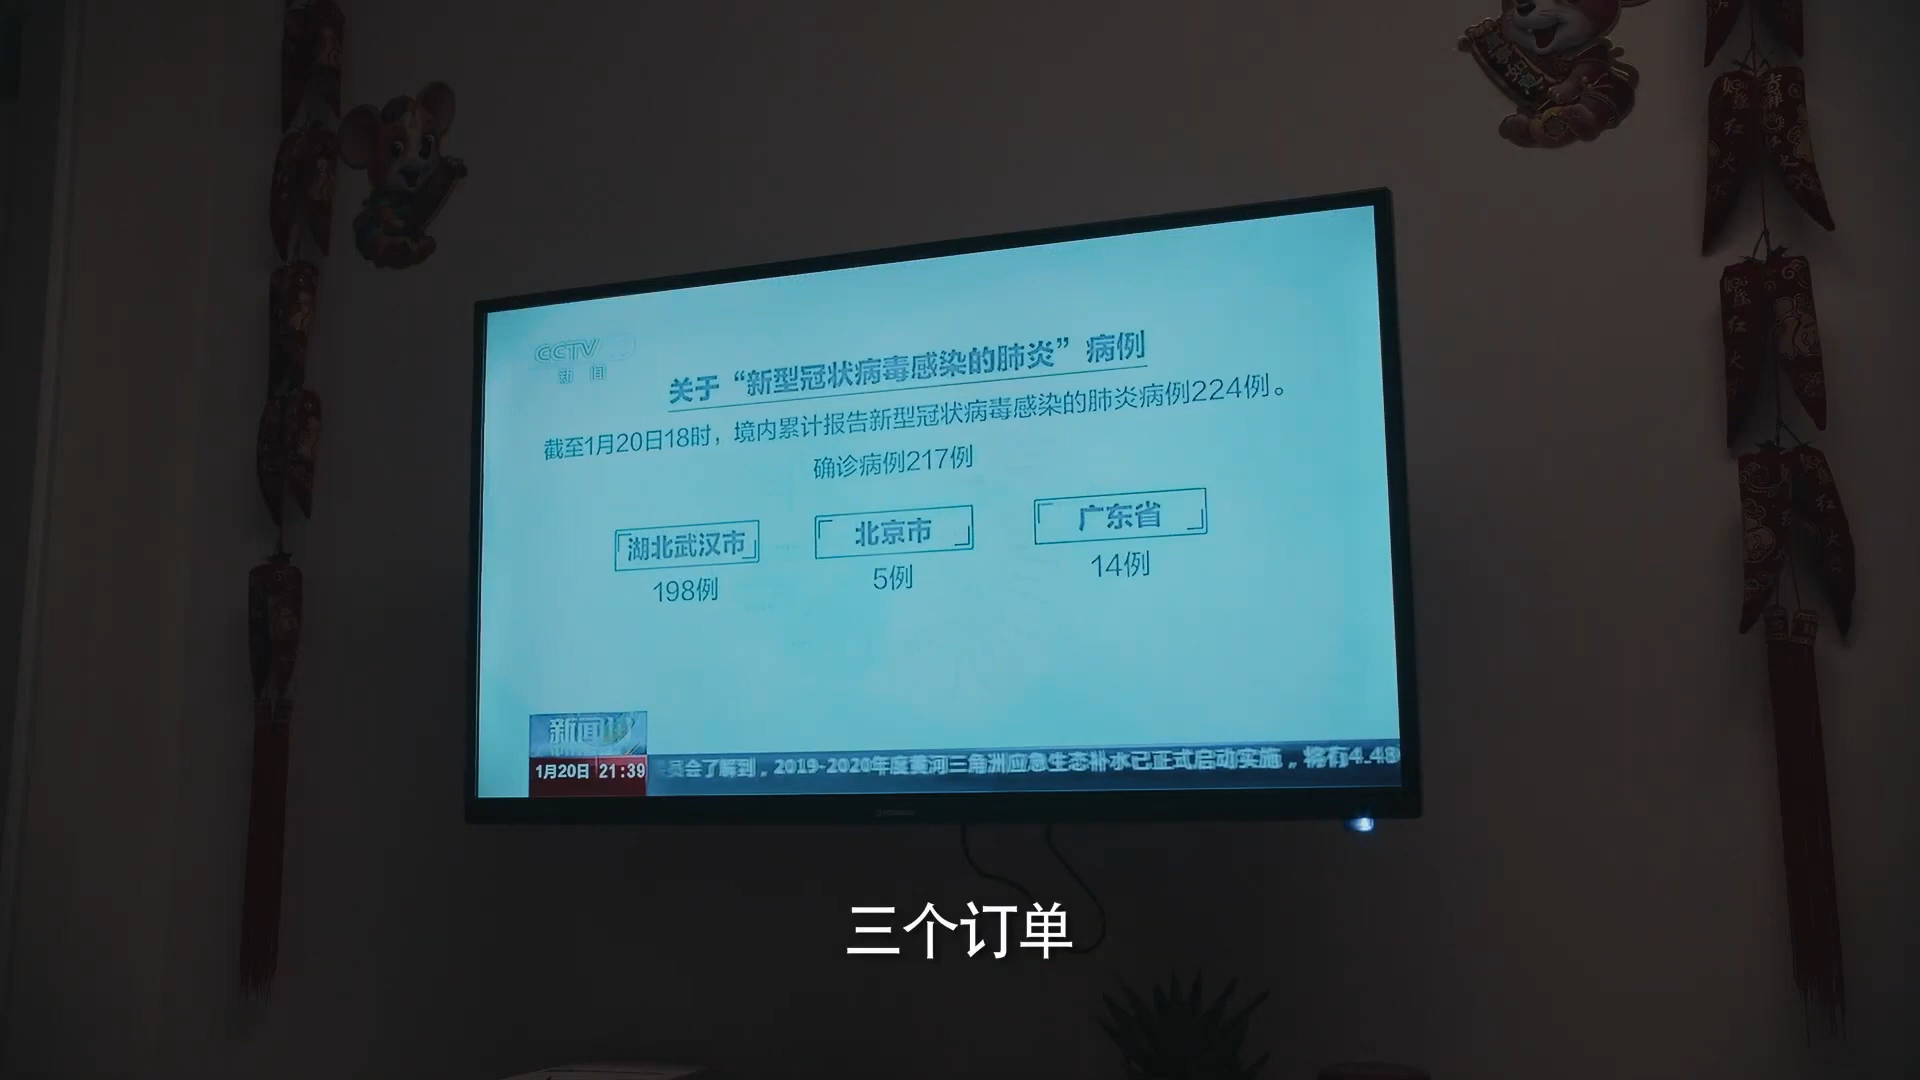 CCTV
新闻
关于“新型冠状病毒感染的肺炎”病例
截至1月20日18时，境内累计报告新型冠状病毒感染的肺炎病例224例。
确诊病例217例
湖北武汉市
北京市
广东省
198例
5例
14例
新闻
1月20日 21:39
员会了解到，2019-2020年度黄河三角洲应急生态补水已正式启动实施，将有4.48
三个订单